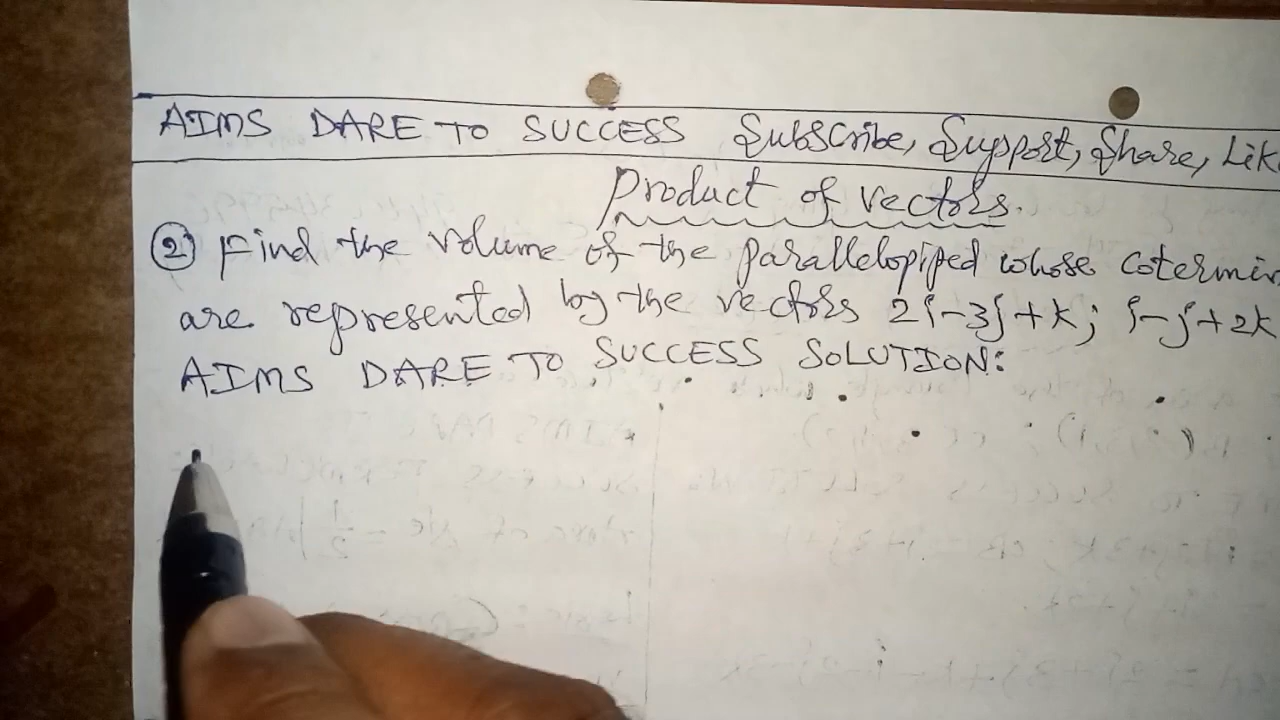 AIMS DARE TO SUCCESS Subscribe, Support, Share, Lik
Product of vectors.
② Find the volume of the parallelopiped whose cotermin
are represented by the vectors 2i-3j+k; i-j+2k
AIMS DARE TO SUCCESS SOLUTION: